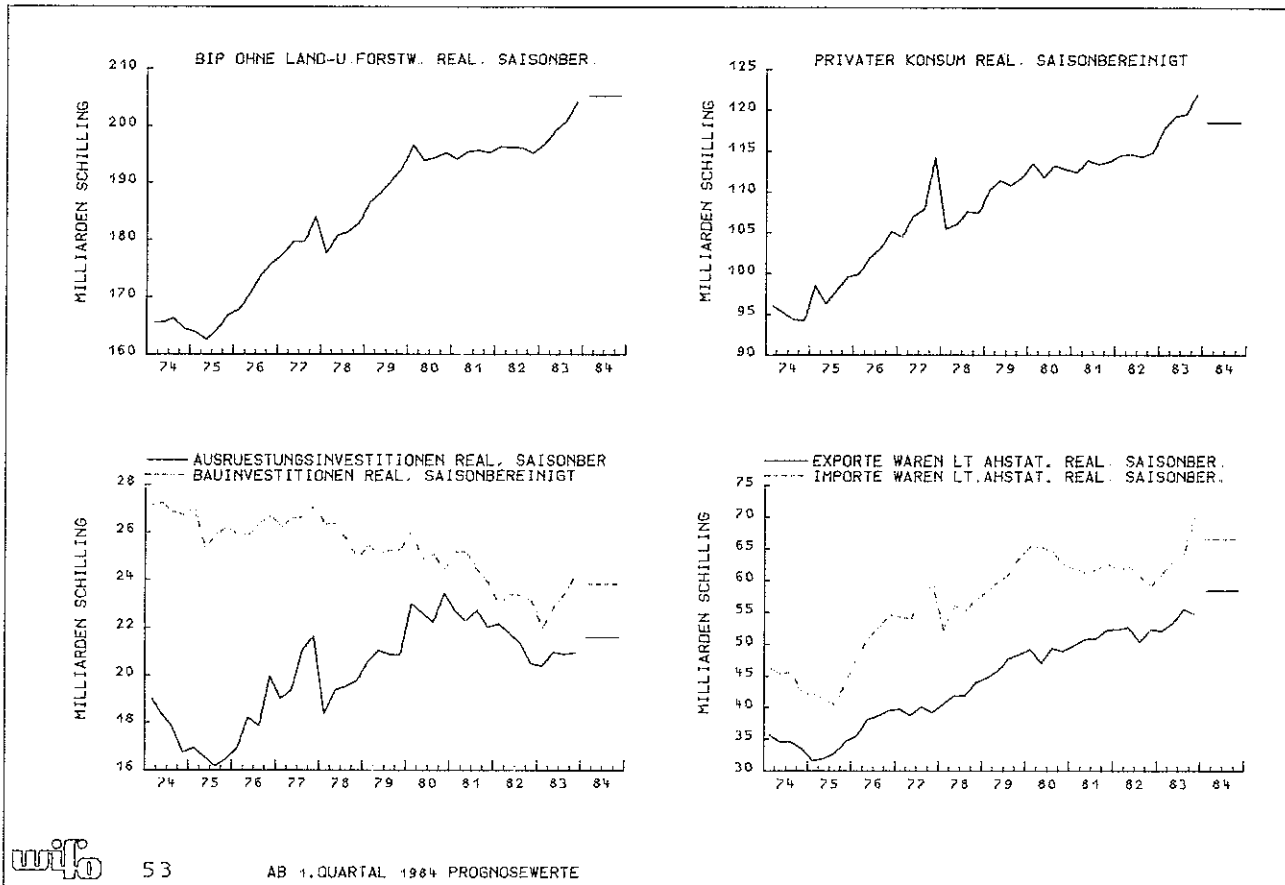 BIP OHNE LAND-U.FORSTW. REAL. SAISONBER.
MILLIARDEN SCHILLING
210
200
190
180
170
160
74 75 76 77 78 79 80 81 82 83 84
PRIVATER KONSUM REAL. SAISONBEREINIGT
MILLIARDEN SCHILLING
125
120
115
110
105
100
95
90
74 75 76 77 78 79 80 81 82 83 84
AUSRUESTUNGSINVESTITIONEN REAL. SAISONBER
BAUINVESTITIONEN REAL. SAISONBEREINIGT
MILLIARDEN SCHILLING
28
26
24
22
20
18
16
74 75 76 77 78 79 80 81 82 83 84
EXPORTE WAREN LT AHSTAT. REAL. SAISONBER.
IMPORTE WAREN LT.AHSTAT. REAL. SAISONBER.
MILLIARDEN SCHILLING
75
70
65
60
55
50
45
40
35
30
74 75 76 77 78 79 80 81 82 83 84
wifo 53 AB 1.QUARTAL 1984 PROGNOSEWERTE